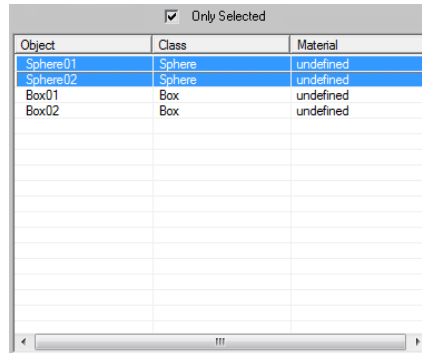 Only Selected
Object Class Material
Sphere01 Sphere undefined
Sphere02 Sphere undefined
Box01 Box undefined
Box02 Box undefined